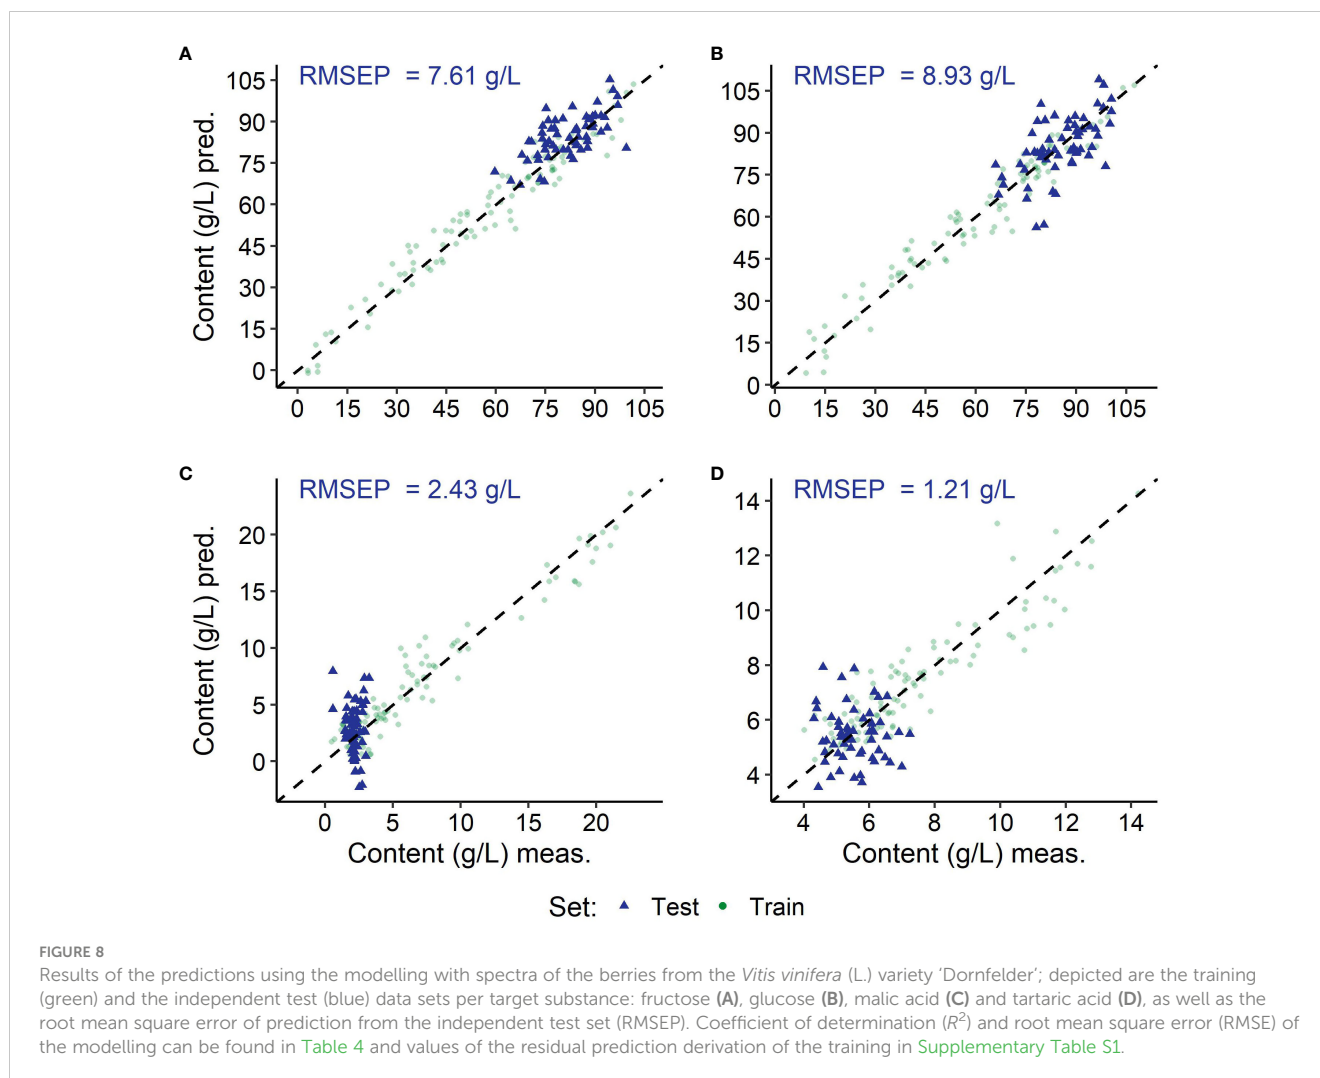 A
RMSEP = 7.61 g/L
Content (g/L) pred.
105
90
75
60
45
30
15
0
0 15 30 45 60 75 90 105
B
RMSEP = 8.93 g/L
105
90
75
60
45
30
15
0
0 15 30 45 60 75 90 105
C
RMSEP = 2.43 g/L
Content (g/L) pred.
20
15
10
5
0
0 5 10 15 20
Content (g/L) meas.
D
RMSEP = 1.21 g/L
14
12
10
8
6
4
4 6 8 10 12 14
Content (g/L) meas.
Set: Test Train
FIGURE 8
Results of the predictions using the modelling with spectra of the berries from the Vitis vinifera (L.) variety ‘Dornfelder’; depicted are the training
(green) and the independent test (blue) data sets per target substance: fructose (A), glucose (B), malic acid (C) and tartaric acid (D), as well as the
root mean square error of prediction from the independent test set (RMSEP). Coefficient of determination (R²) and root mean square error (RMSE) of
the modelling can be found in Table 4 and values of the residual prediction derivation of the training in Supplementary Table S1.